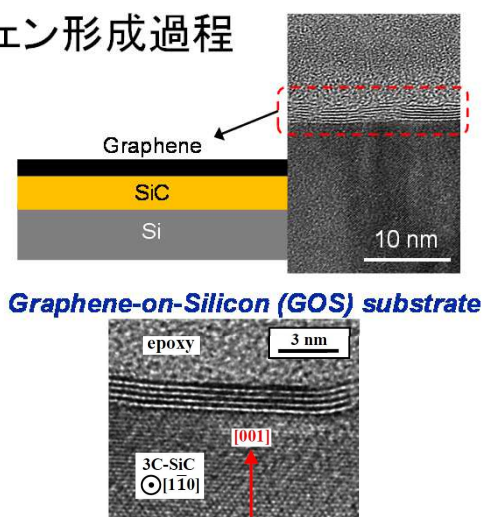 ェン形成過程
Graphene
SiC
Si
10 nm
Graphene-on-Silicon (GOS) substrate
epoxy
3 nm
[001]
3C-SiC
⊙[11̅0]